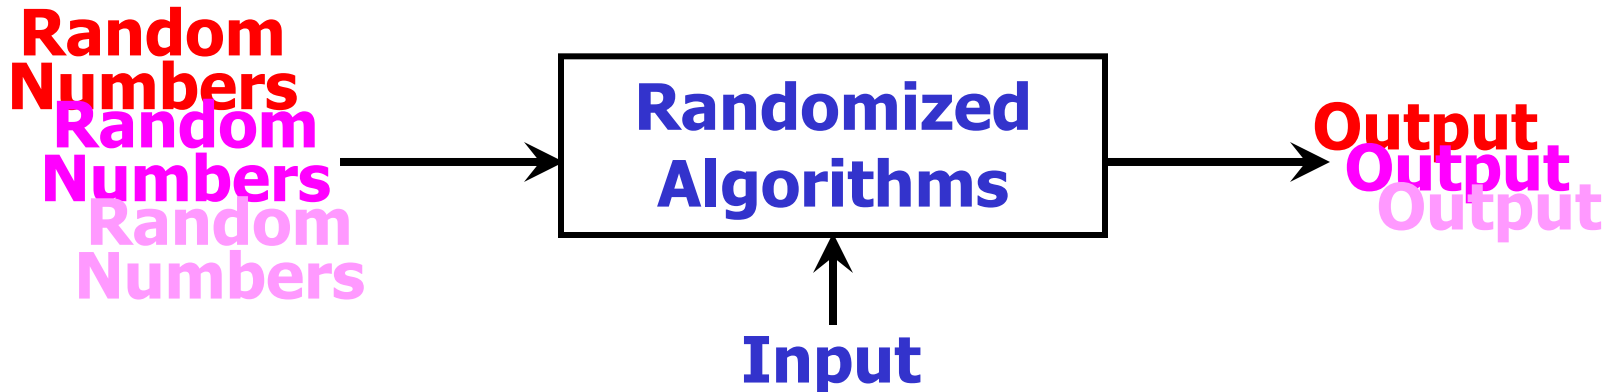 Random
Numbers
Random
Numbers
Random
Numbers
Randomized
Algorithms
Input
Output
Output
Output